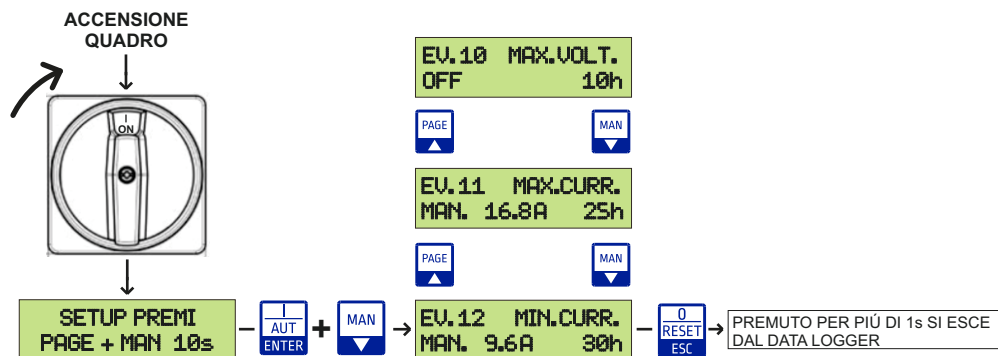 ACCENSIONE
QUADRO
I
ON
SETUP PREMI
PAGE + MAN 10s
I
AUT
ENTER
+
MAN
EV.10 MAX.VOLT.
OFF 10h
PAGE
MAN
EV.11 MAX.CURR.
MAN. 16.8A 25h
PAGE
MAN
EV.12 MIN.CURR.
MAN. 9.6A 30h
0
RESET
ESC
PREMUTO PER PIÚ DI 1s SI ESCE
DAL DATA LOGGER